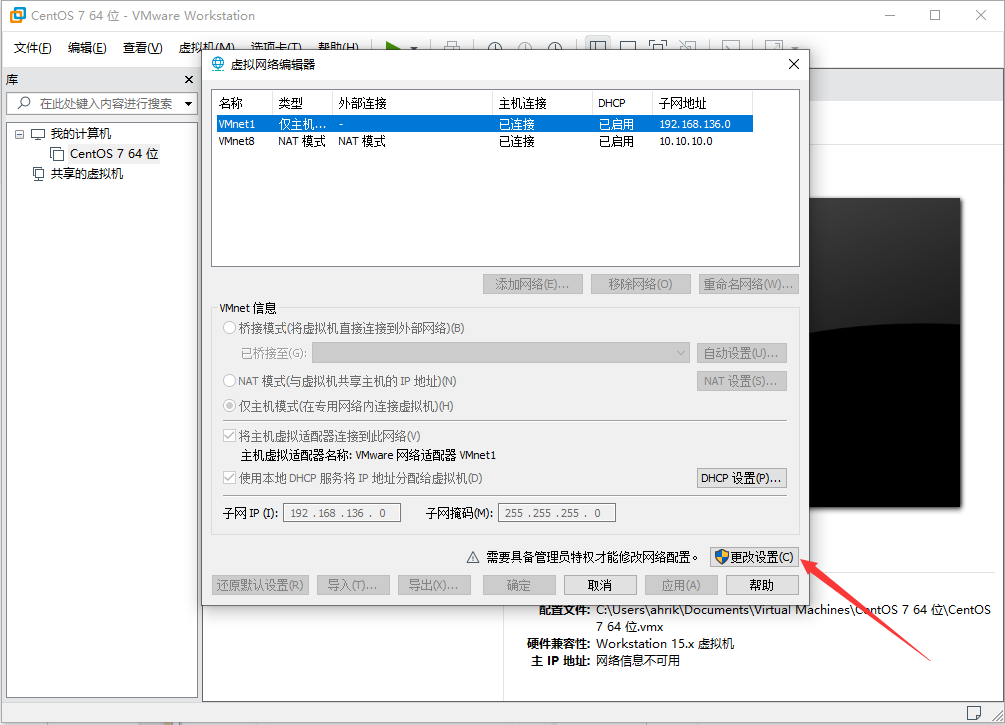 CentOS 7 64 位 - VMware Workstation
文件(F) 编辑(E) 查看(V) 虚拟机(M) 选项卡(T) 帮助(H)
库
在此处键入内容进行搜索
我的计算机
CentOS 7 64 位
共享的虚拟机
虚拟网络编辑器
名称 类型 外部连接 主机连接 DHCP 子网地址
VMnet1 仅主机... - 已连接 已启用 192.168.136.0
VMnet8 NAT 模式 NAT 模式 已连接 已启用 10.10.10.0
添加网络(E)... 移除网络(O) 重命名网络(W)...
VMnet 信息
桥接模式(将虚拟机直接连接到外部网络)(B)
已桥接至(G): 自动设置(U)...
NAT 模式(与虚拟机共享主机的 IP 地址)(N) NAT 设置(S)...
仅主机模式(在专用网络内连接虚拟机)(H)
将主机虚拟适配器连接到此网络(V)
主机虚拟适配器名称: VMware 网络适配器 VMnet1
使用本地 DHCP 服务将 IP 地址分配给虚拟机(D) DHCP 设置(P)...
子网 IP (I): 192 . 168 . 136 . 0 子网掩码(M): 255 . 255 . 255 . 0
需要具备管理员特权才能修改网络配置。 更改设置(C)
还原默认设置(R) 导入(T)... 导出(X)... 确定 取消 应用(A) 帮助
配置文件: C:\Users\ahrik\Documents\Virtual Machines\CentOS 7 64 位\CentOS
7 64 位.vmx
硬件兼容性: Workstation 15.x 虚拟机
主 IP 地址: 网络信息不可用